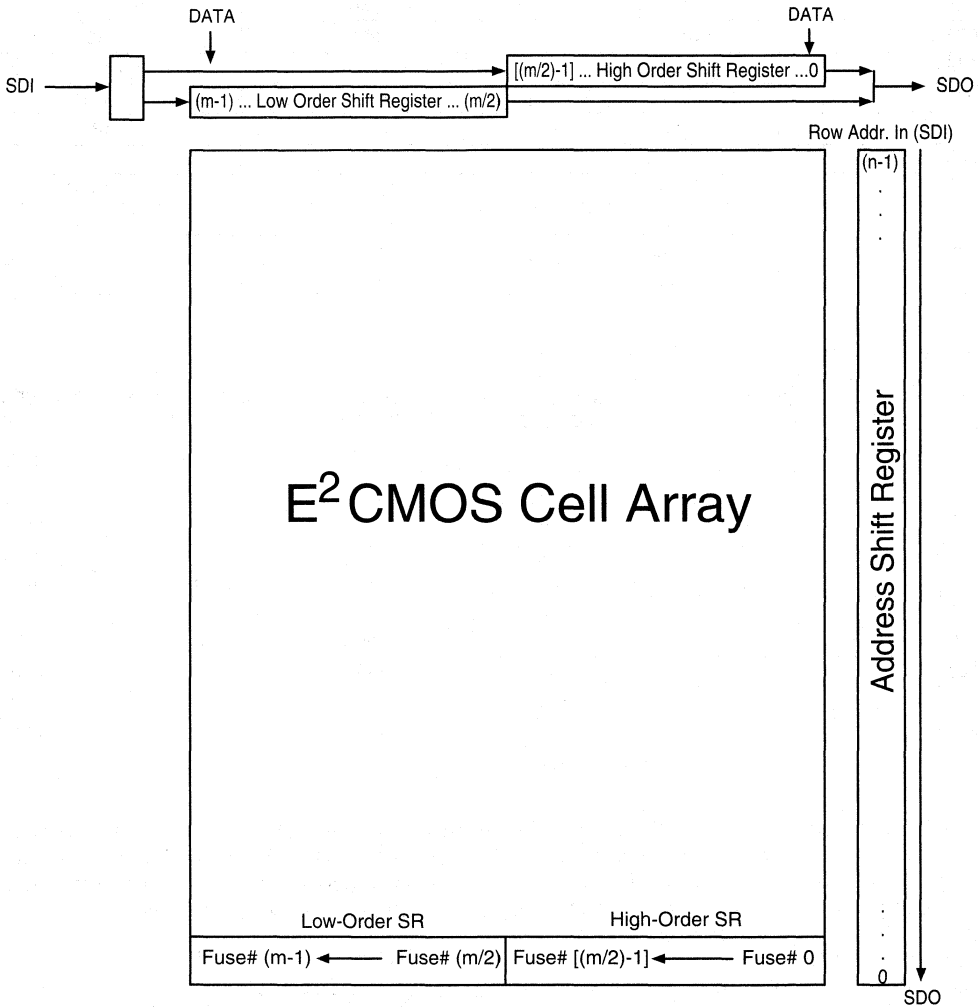 DATA
DATA
SDI
[(m/2)-1] ... High Order Shift Register ...0
SDO
(m-1) ... Low Order Shift Register ... (m/2)
Row Addr. In (SDI)
(n-1)
.
.
.
E² CMOS Cell Array
Address Shift Register
Low-Order SR
High-Order SR
Fuse# (m-1)
Fuse# (m/2)
Fuse# [(m/2)-1]
Fuse# 0
.
.
.
.
0
SDO